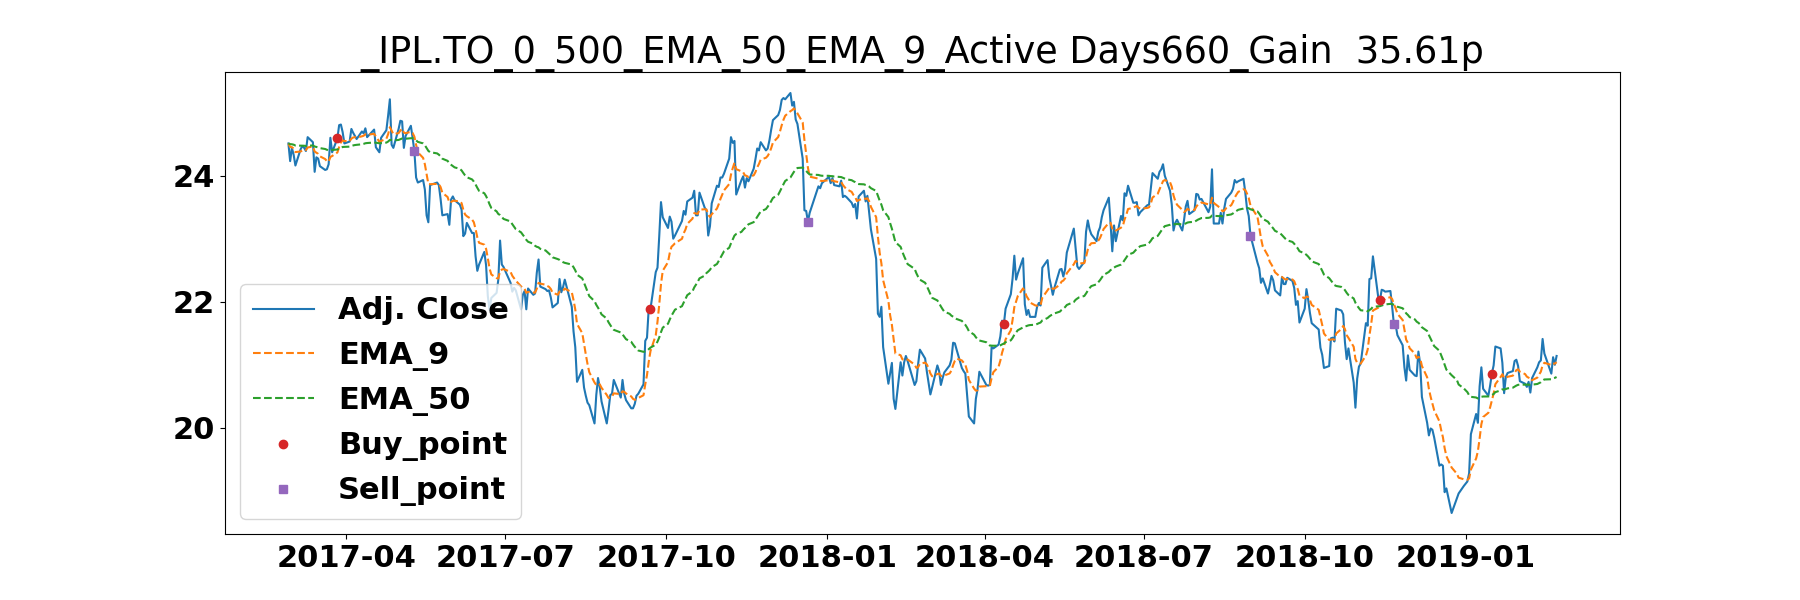 _IPL.TO_0_500_EMA_50_EMA_9_Active Days660_Gain  35.61p
24
22
20
Adj. Close
EMA_9
EMA_50
Buy_point
Sell_point
2017-04 2017-07 2017-10 2018-01 2018-04 2018-07 2018-10 2019-01